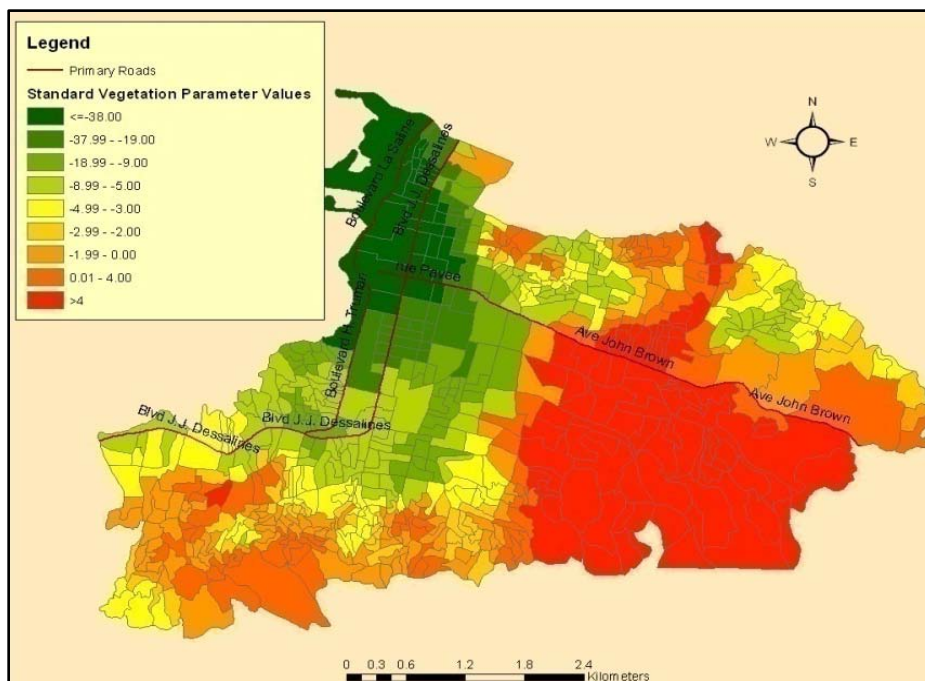 Legend
Primary Roads
Standard Vegetation Parameter Values
<=-38.00
-37.99 - -19.00
-18.99 - -9.00
-8.99 - -5.00
-4.99 - -3.00
-2.99 - -2.00
-1.99 - 0.00
0.01 - 4.00
>4
N
W E
S
Boulevard La Saline
Blvd J.J. Dessalines
rue Pavee
Boulevard H. Truman
Ave John Brown
Ave John Brown
Blvd J.J. Dessalines
Blvd J.J. Dessalines
0 0.3 0.6 1.2 1.8 2.4
Kilometers